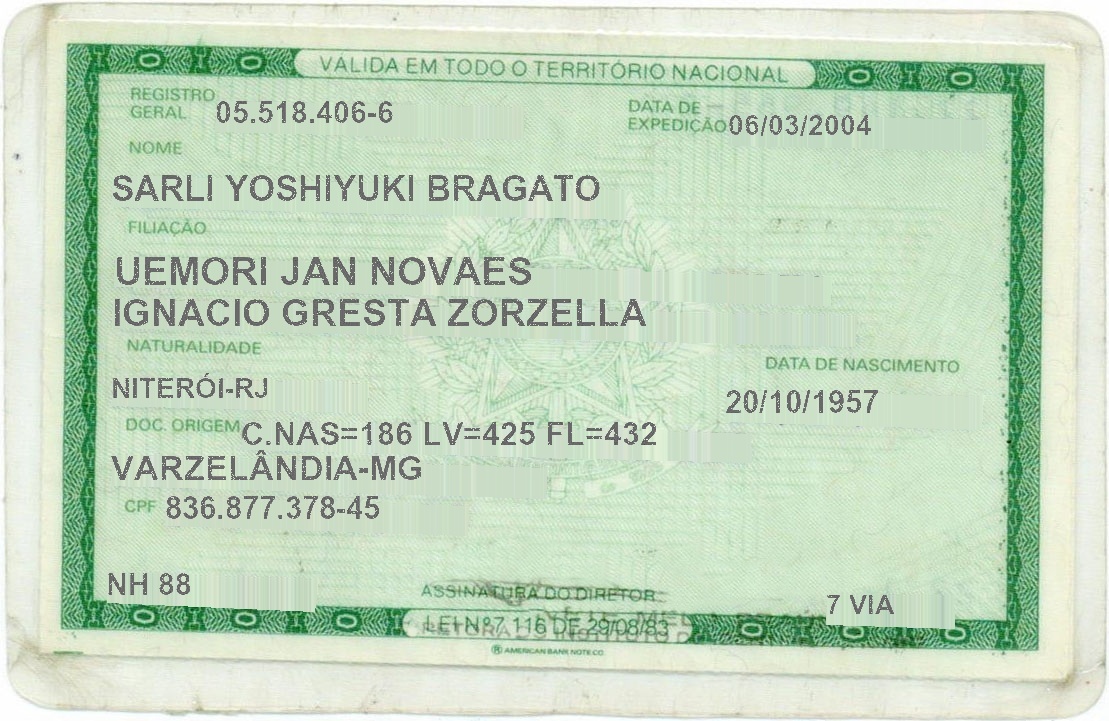 VÁLIDA EM TODO O TERRITÓRIO NACIONAL
REGISTRO GERAL 05.518.406-6
DATA DE EXPEDIÇÃO 06/03/2004
NOME
SARLI YOSHIYUKI BRAGATO
FILIAÇÃO
UEMORI JAN NOVAES
IGNACIO GRESTA ZORZELLA
NATURALIDADE
DATA DE NASCIMENTO
NITERÓI-RJ
20/10/1957
DOC. ORIGEM C.NAS=186 LV=425 FL=432
VARZELÂNDIA-MG
CPF 836.877.378-45
NH 88
ASSINATURA DO DIRETOR
7 VIA
LEI Nº 7.116 DE 29/08/83
AMERICAN BANK NOTE CO.